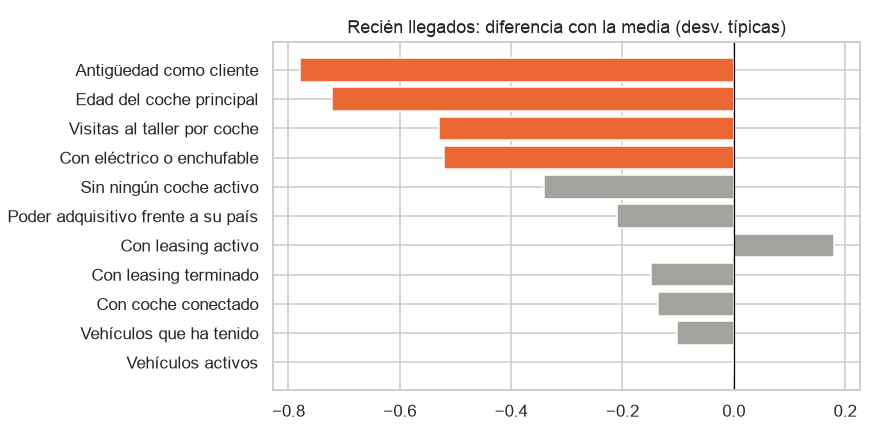 Recién llegados: diferencia con la media (desv. típicas)
Antigüedad como cliente
Edad del coche principal
Visitas al taller por coche
Con eléctrico o enchufable
Sin ningún coche activo
Poder adquisitivo frente a su país
Con leasing activo
Con leasing terminado
Con coche conectado
Vehículos que ha tenido
Vehículos activos
−0.8 −0.6 −0.4 −0.2 0.0 0.2